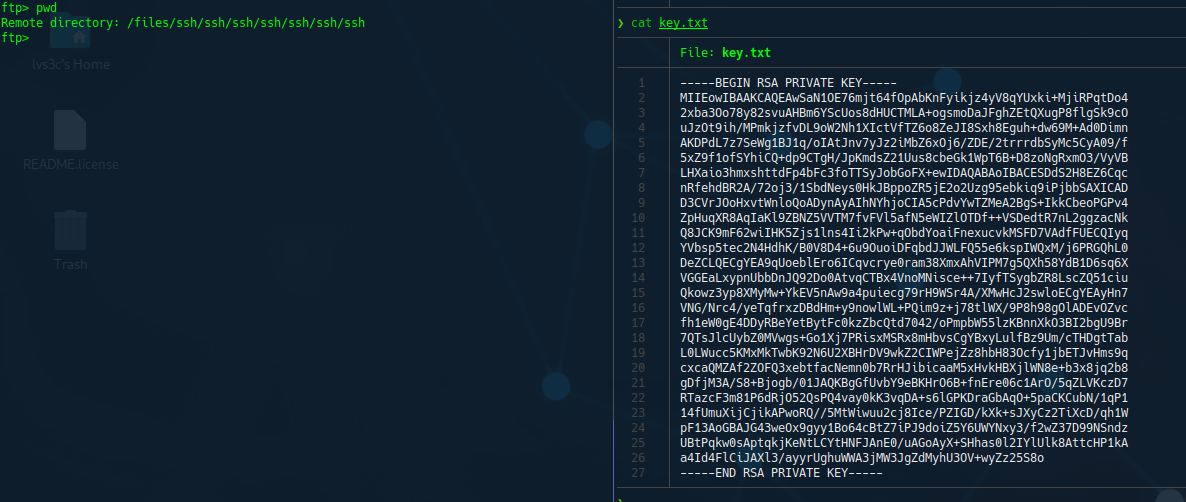 ftp> pwd
Remote directory: /files/ssh/ssh/ssh/ssh/ssh/ssh/ssh
ftp>
lvs3c's Home
README.license
Trash
❯ cat key.txt
File: key.txt
1 -----BEGIN RSA PRIVATE KEY-----
2 MIIEowIBAAKCAQEAwSaN1OE76mjt64fOpAbKnFyikjz4yV8qYUxki+MjiRPqtDo4
3 2xba3Oo78y82svuAHBm6YScUos8dHUCTMLA+ogsmoDaJFghZEtQXugP8flgSk9cO
4 uJzOt9ih/MPmkjzfvDL9oW2Nh1XIctVfTZ6o8ZeJI8Sxh8Eguh+dw69M+Ad0Dimn
5 AKDPdL7z7SeWg1BJ1q/oIAtJnv7yJz2iMbZ6xOj6/ZDE/2trrrdbSyMc5CyA09/f
6 5xZ9f1ofSYhiCQ+dp9CTgH/JpKmdsZ21Uus8cbeGk1WpT6B+D8zoNgRxmO3/VyVB
7 LHXaio3hmxshttdFp4bFc3foTTSyJobGoFX+ewIDAQABAoIBACESDdS2H8EZ6Cqc
8 nRfehdBR2A/72oj3/1SbdNeys0HkJBppoZR5jE2o2Uzg95ebkiq9iPjbbSAXICAD
9 D3CVrJOoHxvtWnloQoADynAyAIhNYhjoCIA5cPdvYwTZMeA2BgS+IkkCbeoPGPv4
10 ZpHuqXR8AqIaKl9ZBNZ5VVTM7fvFVl5afN5eWIZlOTDf++VSDedtR7nL2ggzacNk
11 Q8JCK9mF62wiIHK5Zjs1lns4Ii2kPw+qObdYoaiFnexucvkMSFD7VAdfFUECQIyq
12 YVbsp5tec2N4HdhK/B0V8D4+6u9OuoiDFqbdJJWLFQ55e6kspIWQxM/j6PRGQhL0
13 DeZCLQECgYEA9qUoeblEro6ICqvcrye0ram38XmxAhVIPM7g5QXh58YdB1D6sq6X
14 VGGEaLxypnUbbDnJQ92Do0AtvqCTBx4VnoMNisce++7IyfTSygbZR8LscZQ51ciu
15 Qkowz3yp8XMyMw+YkEV5nAw9a4puiecg79rH9WSr4A/XMwHcJ2swloECgYEAyHn7
16 VNG/Nrc4/yeTqfrxzDBdHm+y9nowlWL+PQim9z+j78tlWX/9P8h98gOlADEvOZvc
17 fh1eW0gE4DDyRBeYetBytFc0kzZbcQtd7042/oPmpbW55lzKBnnXkO3BI2bgU9Br
18 7QTsJlcUybZ0MVwgs+Go1Xj7PRisxMSRx8mHbvsCgYBxyLulfBz9Um/cTHDgtTab
19 L0LWucc5KMxMkTwbK92N6U2XBHrDV9wkZ2CIWPejZz8hbH83Ocfy1jbETJvHms9q
20 cxcaQMZAf2ZOFQ3xebtfacNemn0b7RrHJibicaaM5xHvkHBXjlWN8e+b3x8jq2b8
21 gDfjM3A/S8+Bjogb/01JAQKBgGfUvbY9eBKHrO6B+fnEre06c1ArO/5qZLVKczD7
22 RTazcF3m81P6dRjO52QsPQ4vay0kK3vqDA+s6lGPKDraGbAqO+5paCKCubN/1qP1
23 14fUmuXijCjikAPwoRQ//5MtWiwuu2cj8Ice/PZIGD/kXk+sJXyCz2TiXcD/qh1W
24 pF13AoGBAJG43weOx9gyy1Bo64cBtZ7iPJ9doiZ5Y6UWYNxy3/f2wZ37D99NSndz
25 UBtPqkw0sAptqkjKeNtLCYtHNFJAnE0/uAGoAyX+SHhas0l2IYlUlk8AttcHP1kA
26 a4Id4FlCiJAXl3/ayyrUghuWWA3jMW3JgZdMyhU3OV+wyZz25S8o
27 -----END RSA PRIVATE KEY-----